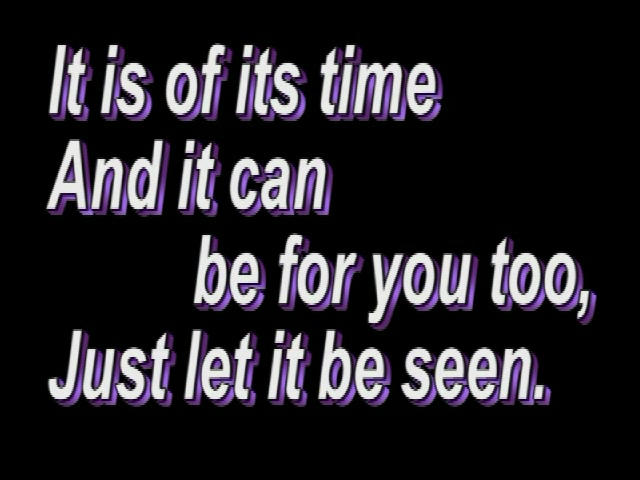 It is of its time
And it can
be for you too,
Just let it be seen.